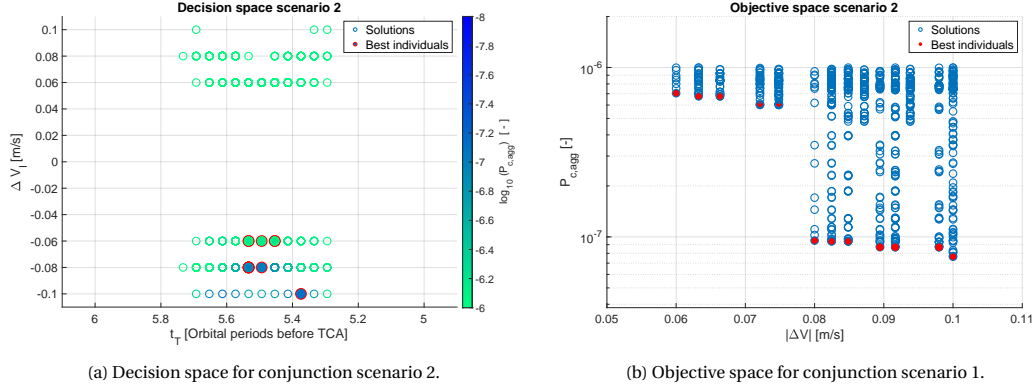 Decision space scenario 2
0.1
0.08
0.06
0.04
0.02
0
-0.02
-0.04
-0.06
-0.08
-0.1
Δ V_I [m/s]
6
5.8
5.6
5.4
5.2
5
t_T [Orbital periods before TCA]
Solutions
Best individuals
-8
-7.8
-7.6
-7.4
-7.2
-7
-6.8
-6.6
-6.4
-6.2
-6
log_10 (P_c,agg) [-]
(a) Decision space for conjunction scenario 2.
Objective space scenario 2
10^-6
10^-7
P_c,agg [-]
0.05
0.06
0.07
0.08
0.09
0.1
0.11
|ΔV| [m/s]
Solutions
Best individuals
(b) Objective space for conjunction scenario 1.